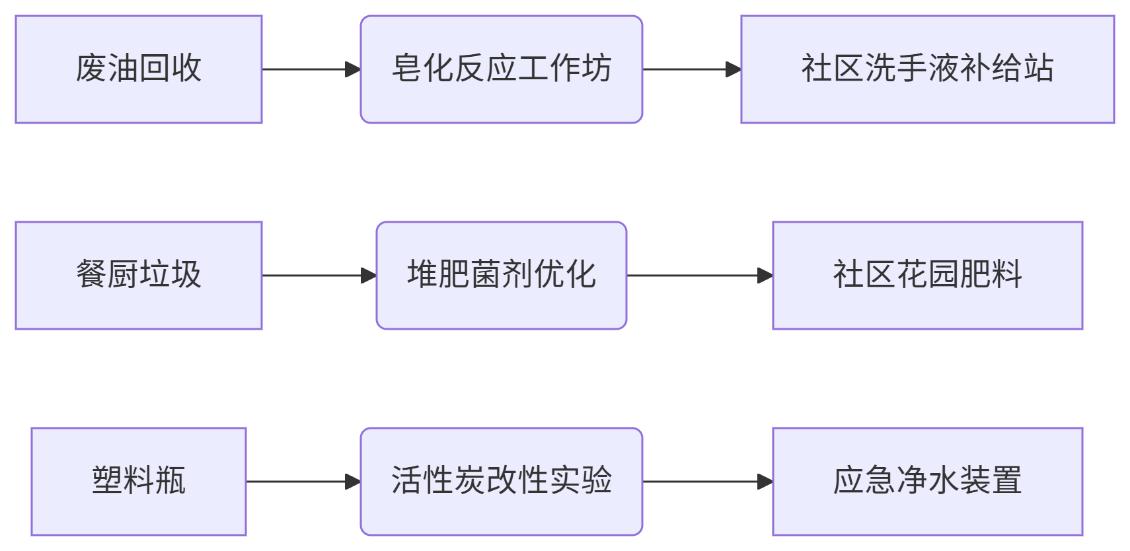 废油回收
皂化反应工作坊
社区洗手液补给站
餐厨垃圾
堆肥菌剂优化
社区花园肥料
塑料瓶
活性炭改性实验
应急净水装置